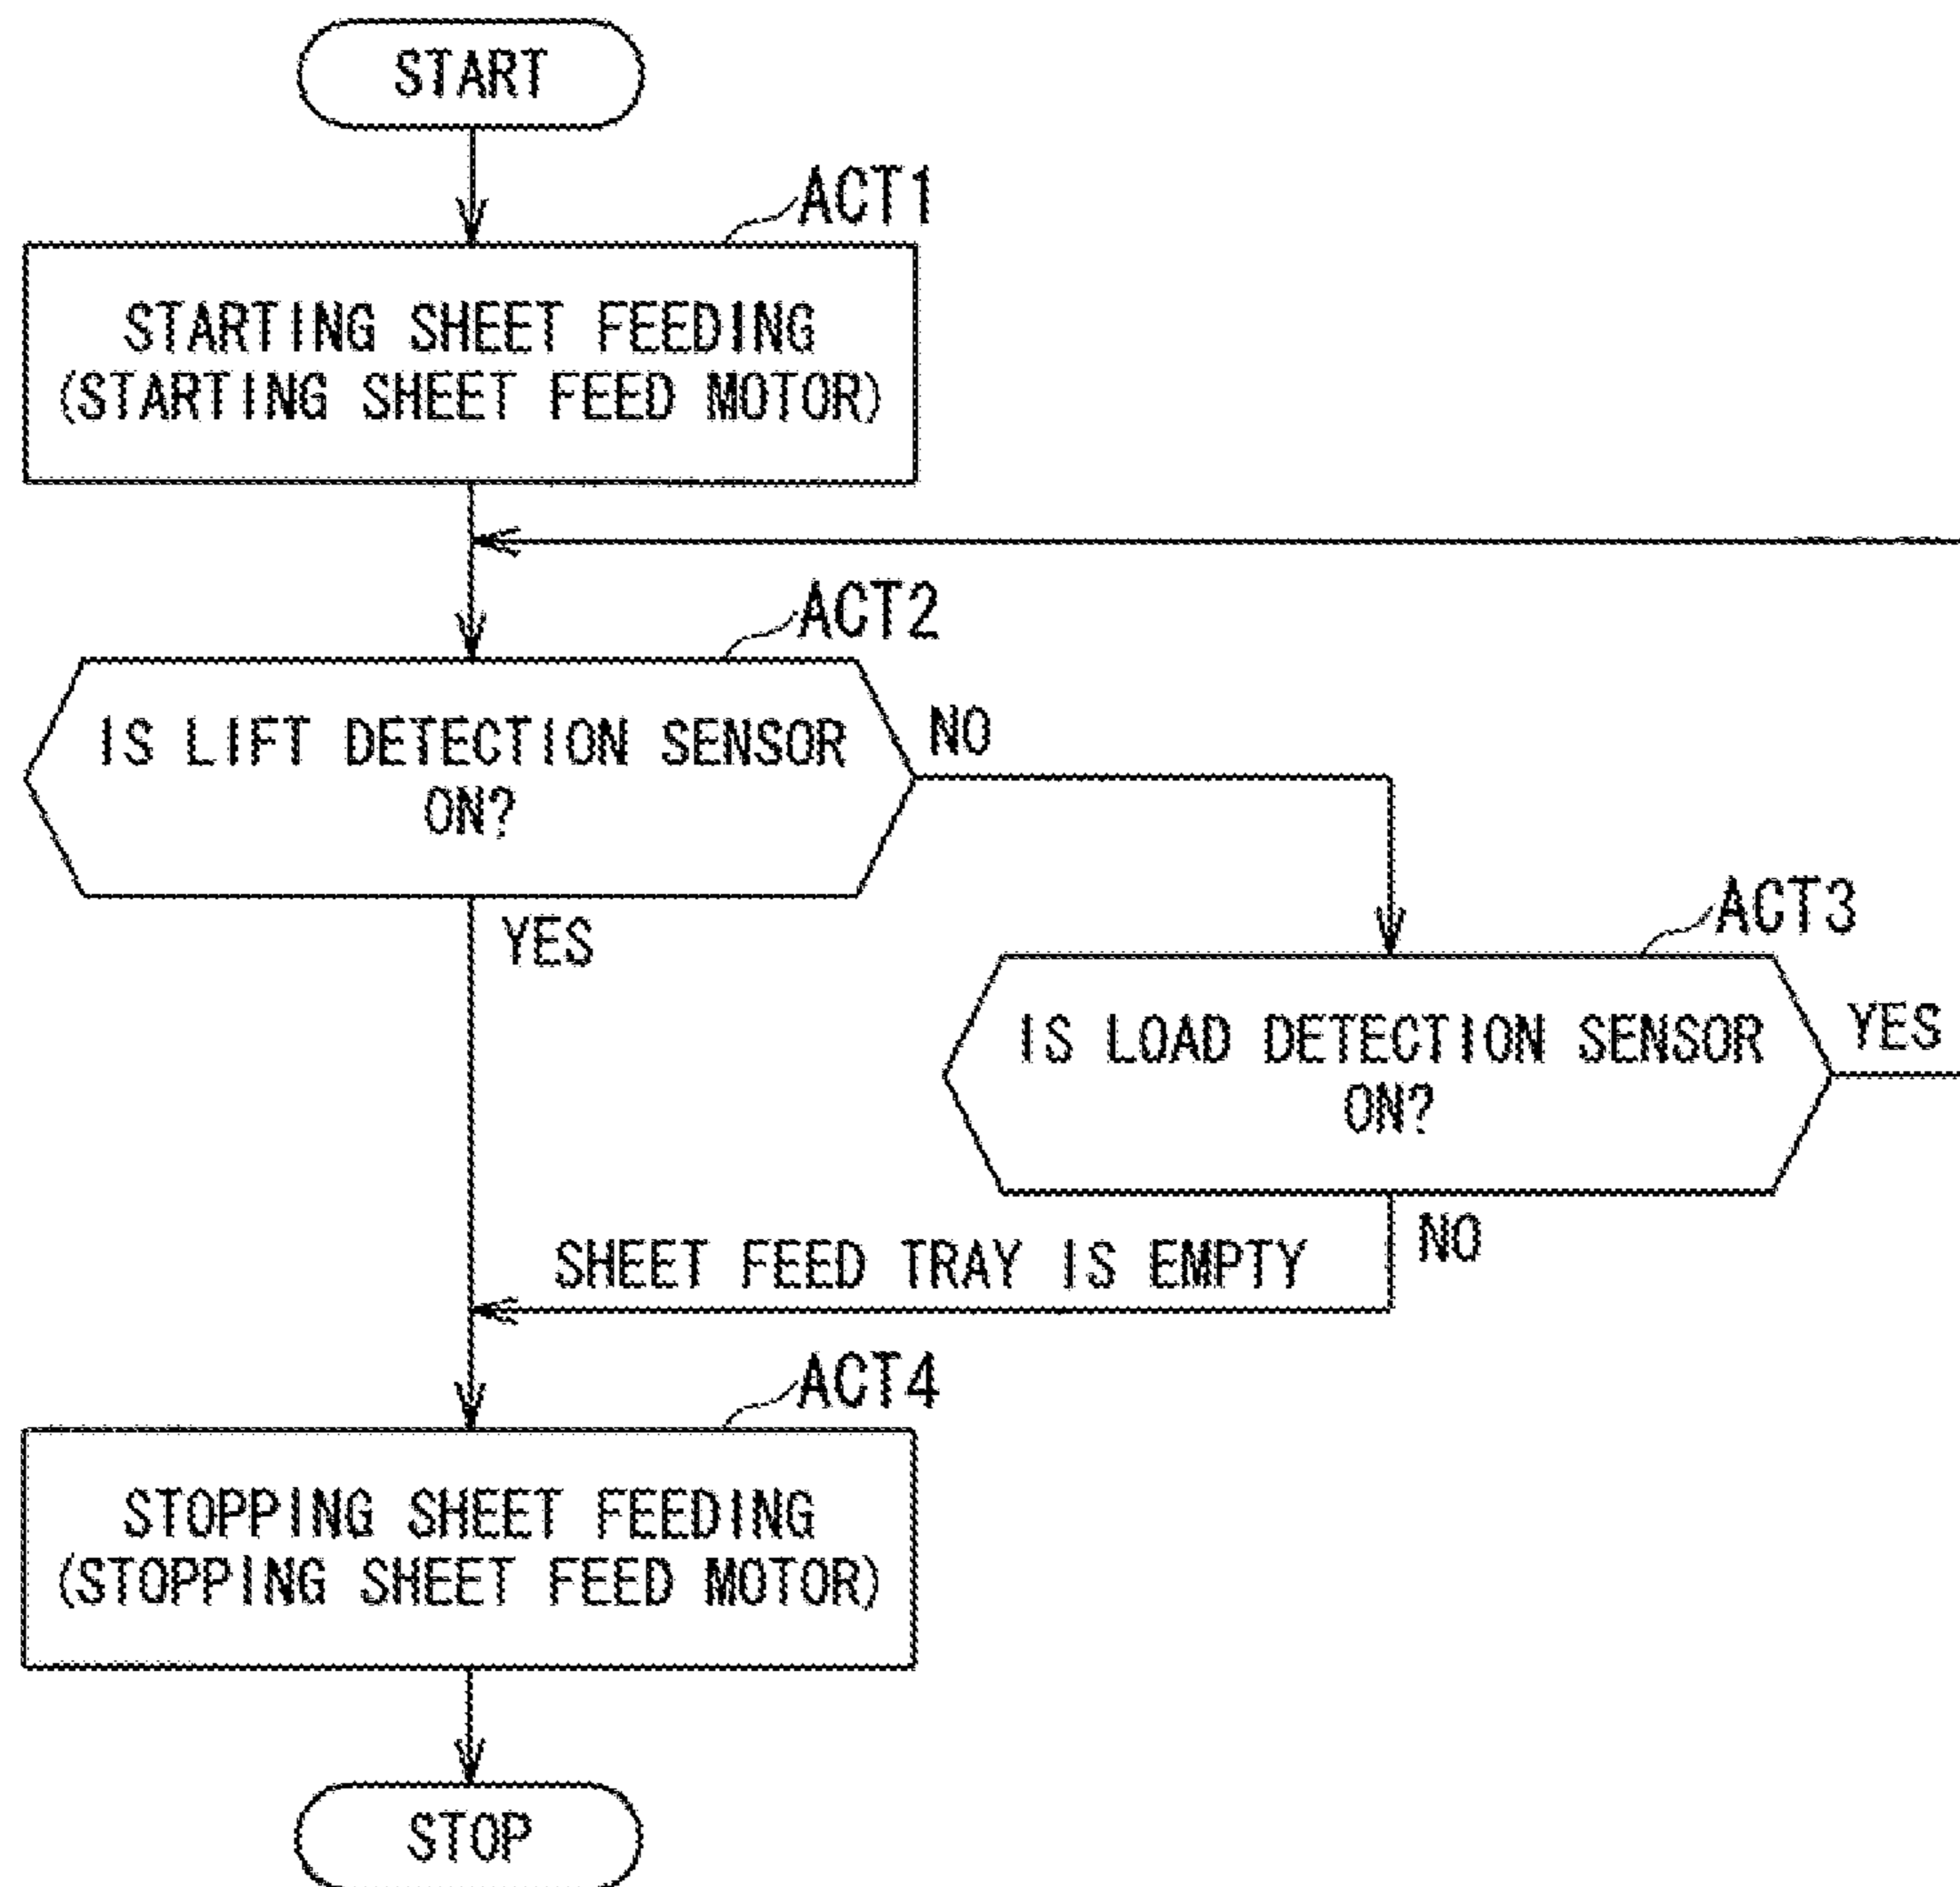 START
ACT1
STARTING SHEET FEEDING
(STARTING SHEET FEED MOTOR)
ACT2
IS LIFT DETECTION SENSOR
ON?
NO
YES
ACT3
IS LOAD DETECTION SENSOR
ON?
YES
NO
SHEET FEED TRAY IS EMPTY
ACT4
STOPPING SHEET FEEDING
(STOPPING SHEET FEED MOTOR)
STOP